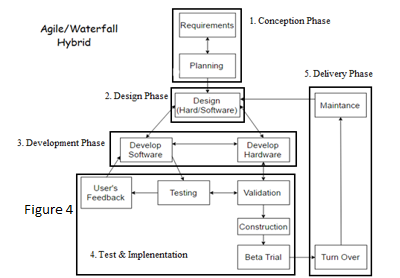 Agile/Waterfall
Hybrid
1. Conception Phase
Requirements
Planning
2. Design Phase
Design
(Hard/Software)
5. Delivery Phase
Maintance
3. Development Phase
Develop
Software
Develop
Hardware
User's
Feedback
Testing
Validation
Figure 4
Construction
4. Test & Implenentation
Beta Trial
Turn Over